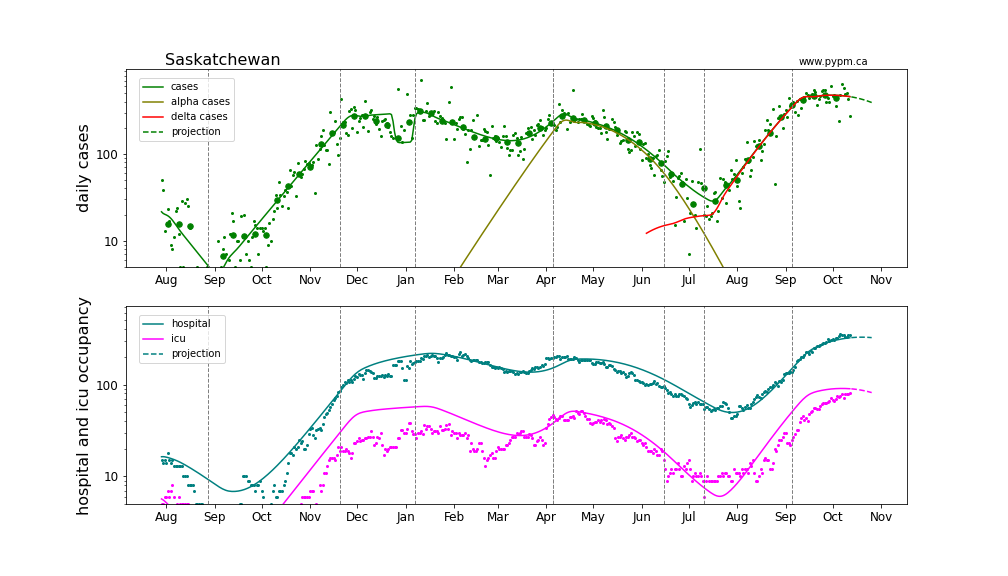 Saskatchewan
www.pypm.ca
daily cases
100
10
cases
alpha cases
delta cases
projection
Aug Sep Oct Nov Dec Jan Feb Mar Apr May Jun Jul Aug Sep Oct Nov
hospital and icu occupancy
100
10
hospital
icu
projection
Aug Sep Oct Nov Dec Jan Feb Mar Apr May Jun Jul Aug Sep Oct Nov